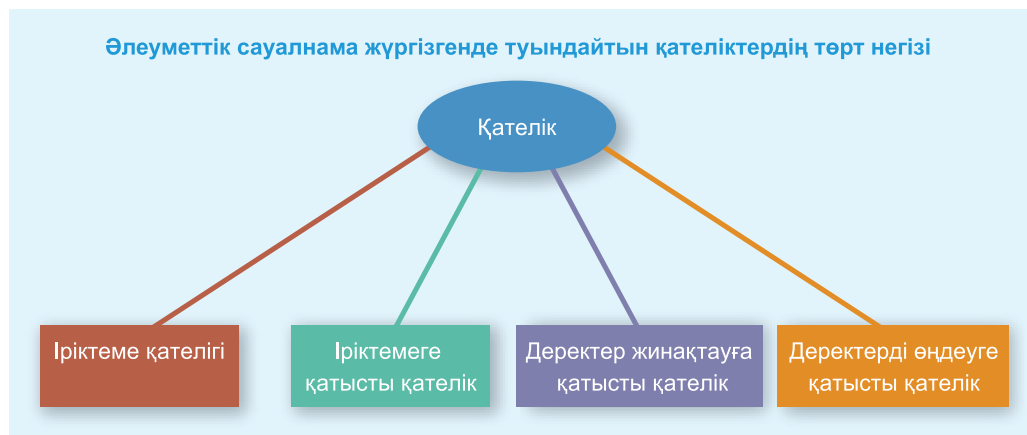 Әлеуметтік сауалнама жүргізгенде туындайтын қателіктердің төрт негізі
Қателік
Іріктеме қателігі
Іріктемеге
қатысты қателік
Деректер жинақтауға
қатысты қателік
Деректерді өңдеуге
қатысты қателік